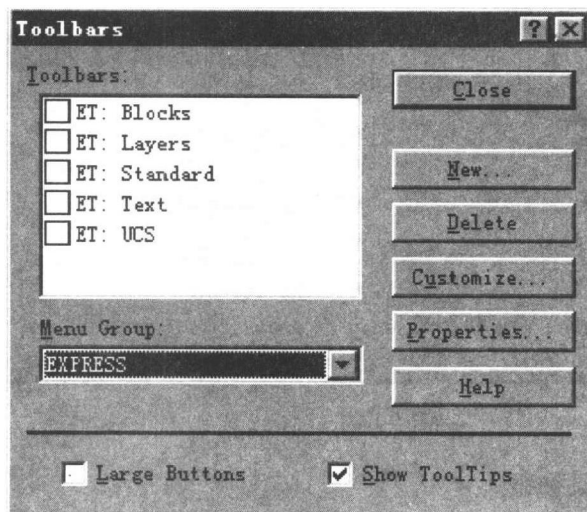 Toolbars
Toolbars:
ET: Blocks
ET: Layers
ET: Standard
ET: Text
ET: UCS
Menu Group:
EXPRESS
Close
New...
Delete
Customize...
Properties...
Help
Large Buttons
Show ToolTips